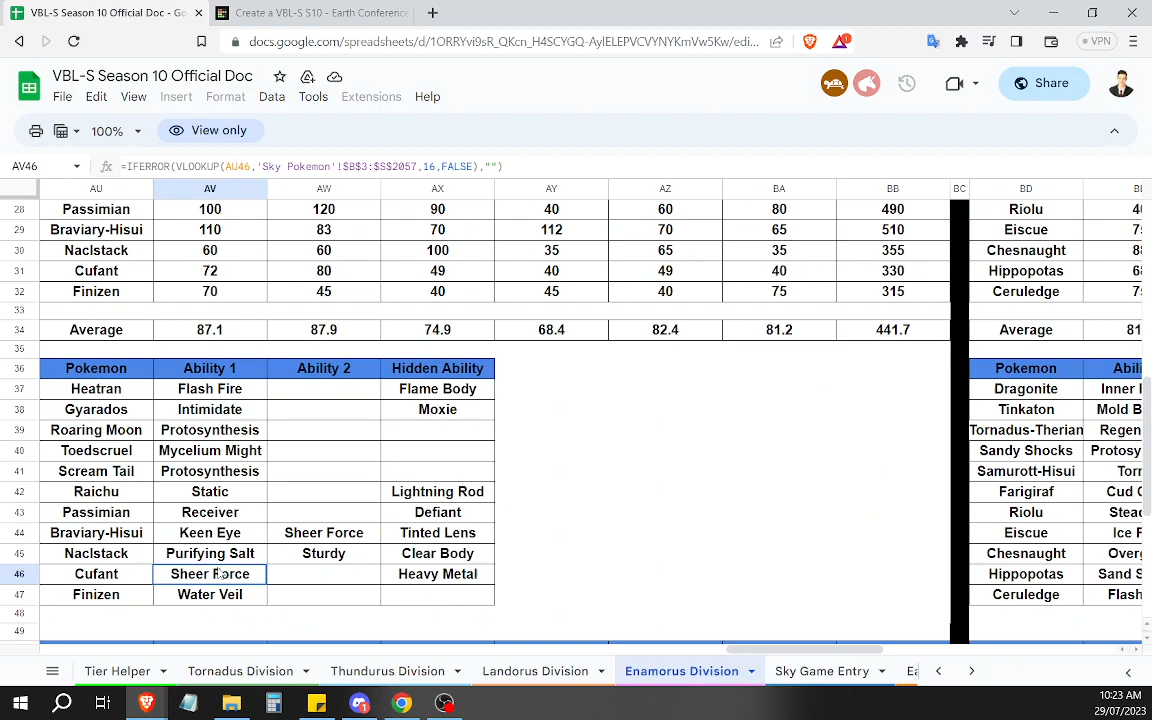 VBL-S Season 10 Official Doc - Go
Create a VBL-S S10 - Earth Conference
docs.google.com/spreadsheets/d/1ORRYvi9sR_QKcn_H4SCYGQ-AylELEPVCVYNYKmVw5Kw/edi...
VPN
VBL-S Season 10 Official Doc
File Edit View Insert Format Data Tools Extensions Help
Share
100% View only
AV46 fx =IFERROR(VLOOKUP(AU46,'Sky Pokemon'!$B$3:$S$2057,16,FALSE),"")
AU AV AW AX AY AZ BA BB BC BD
28 Passimian 100 120 90 40 60 80 490 Riolu
29 Braviary-Hisui 110 83 70 112 70 65 510 Eiscue
30 Naclstack 60 60 100 35 65 35 355 Chesnaught
31 Cufant 72 80 49 40 49 40 330 Hippopotas
32 Finizen 70 45 40 45 40 75 315 Ceruledge
33
34 Average 87.1 87.9 74.9 68.4 82.4 81.2 441.7 Average 81
35
36 Pokemon Ability 1 Ability 2 Hidden Ability Pokemon Abili
37 Heatran Flash Fire Flame Body Dragonite Inner
38 Gyarados Intimidate Moxie Tinkaton Mold B
39 Roaring Moon Protosynthesis Tornadus-Therian Regen
40 Toedscruel Mycelium Might Sandy Shocks Protosy
41 Scream Tail Protosynthesis Samurott-Hisui Torr
42 Raichu Static Lightning Rod Farigiraf Cud
43 Passimian Receiver Defiant Riolu Stead
44 Braviary-Hisui Keen Eye Sheer Force Tinted Lens Eiscue Ice
45 Naclstack Purifying Salt Sturdy Clear Body Chesnaught Overg
46 Cufant Sheer Force Heavy Metal Hippopotas Sand S
47 Finizen Water Veil Ceruledge Flash
48
49
Tier Helper Tornadus Division Thundurus Division Landorus Division Enamorus Division Sky Game Entry
10:23 AM
29/07/2023